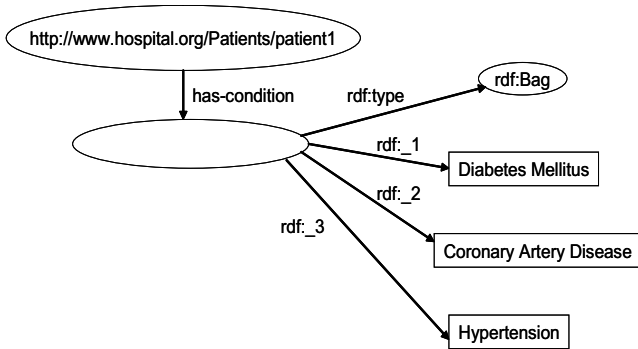 http://www.hospital.org/Patients/patient1
has-condition
rdf:type
rdf:Bag
rdf:_1
Diabetes Mellitus
rdf:_2
rdf:_3
Coronary Artery Disease
Hypertension